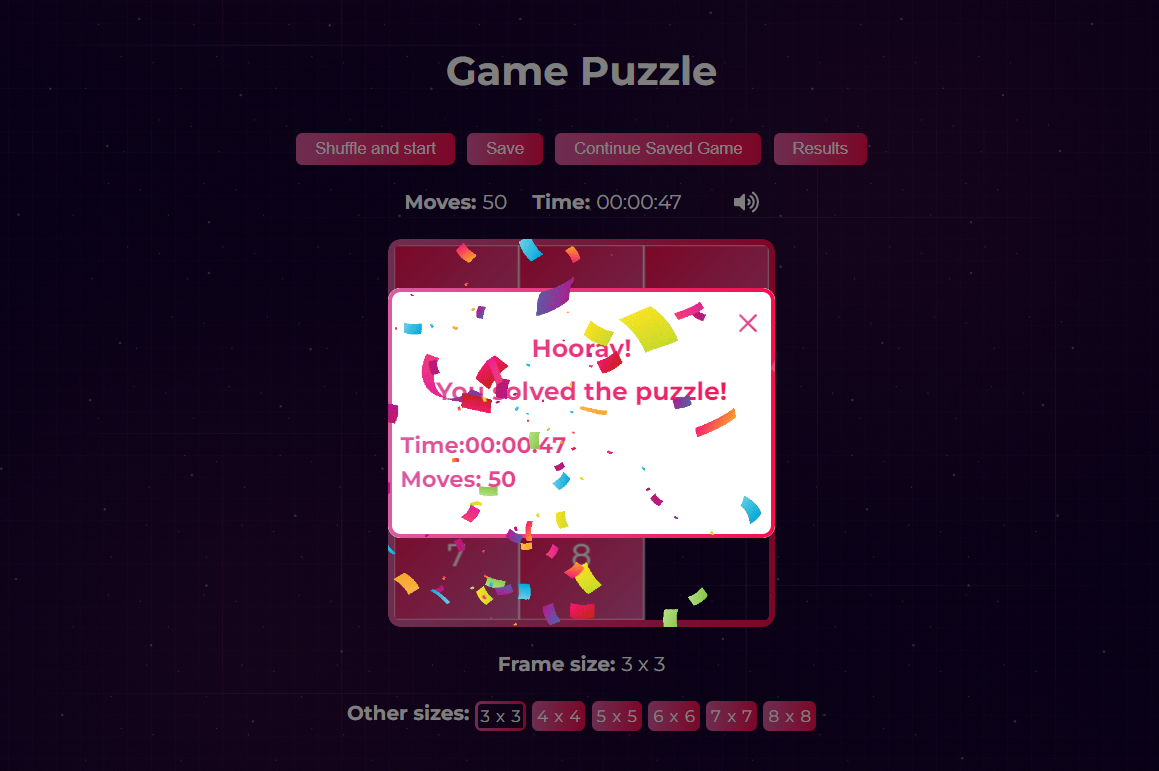 Game Puzzle
Shuffle and start Save Continue Saved Game Results
Moves: 50 Time: 00:00:47
Hooray!
You solved the puzzle!
Time:00:00:47
Moves: 50
7 8
Frame size: 3 x 3
Other sizes: 3 x 3 4 x 4 5 x 5 6 x 6 7 x 7 8 x 8